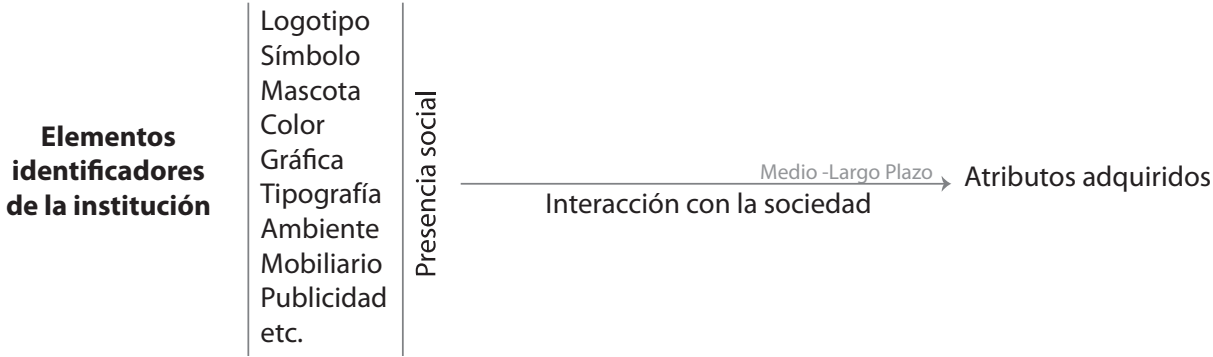 Elementos
identificadores
de la institución
Logotipo
Símbolo
Mascota
Color
Gráfica
Tipografía
Ambiente
Mobiliario
Publicidad
etc.
Presencia social
Medio -Largo Plazo
Interacción con la sociedad
Atributos adquiridos